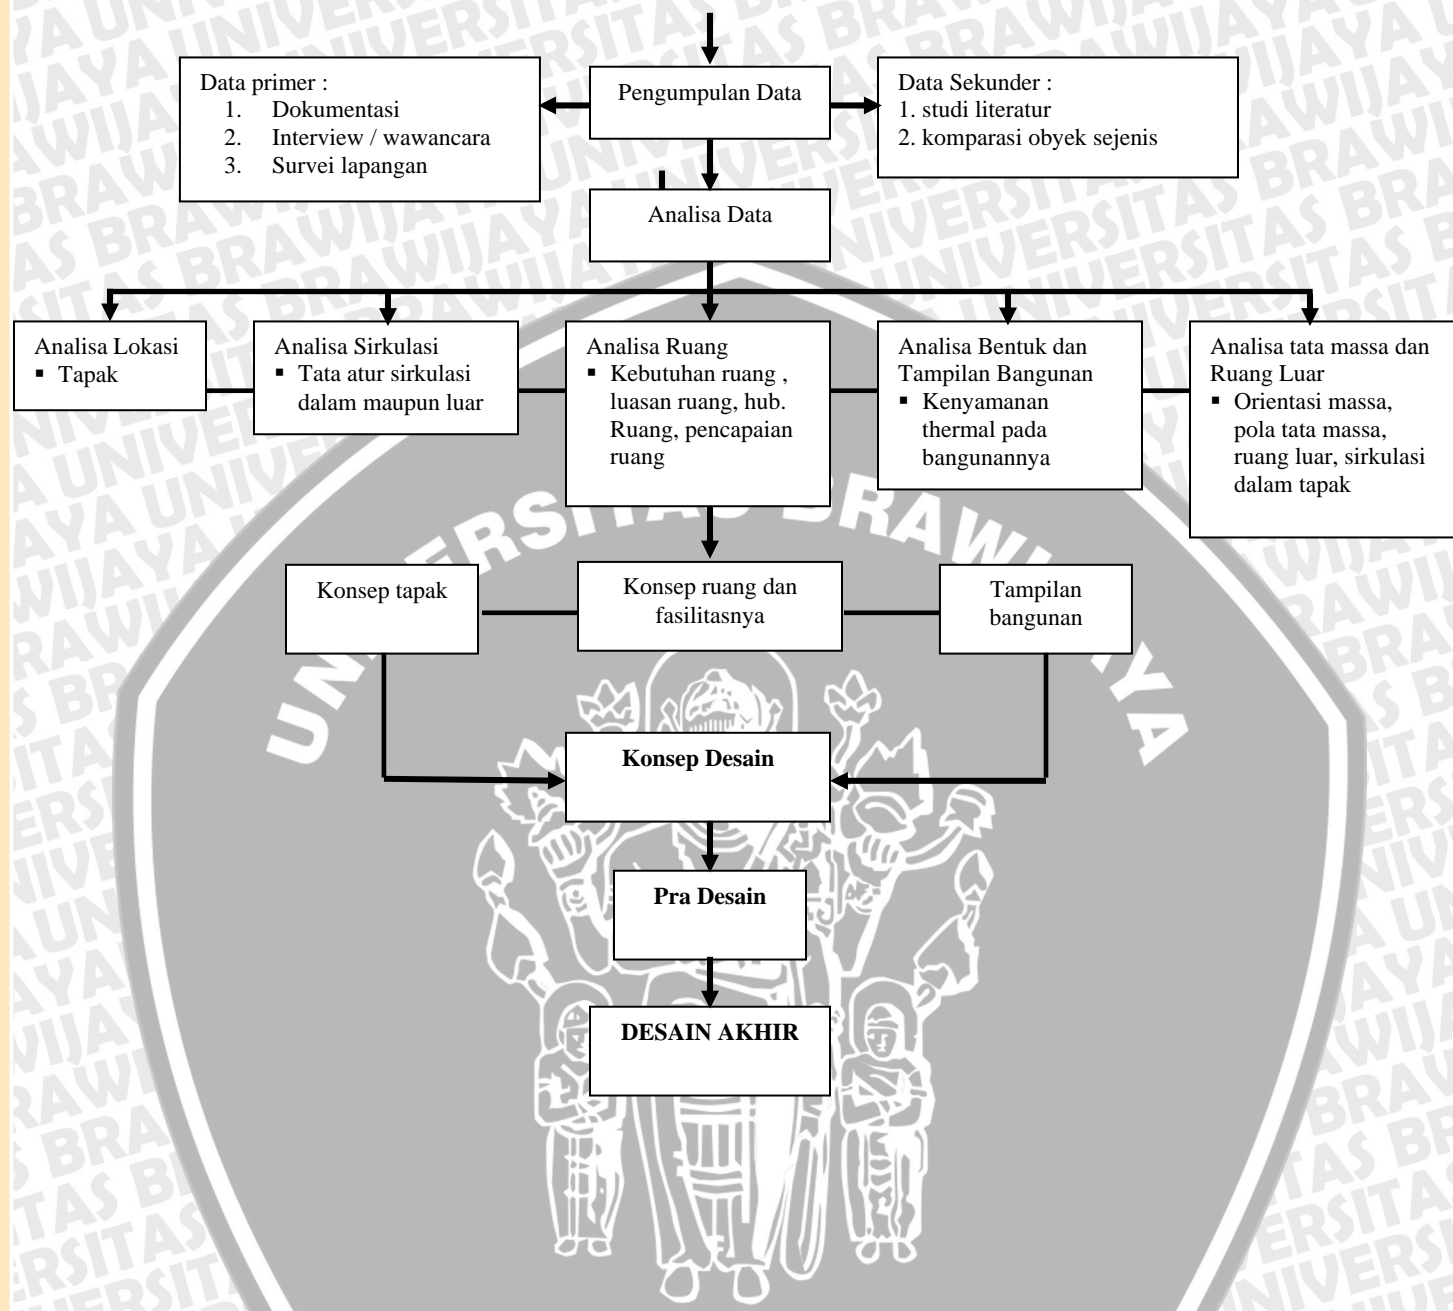 Data primer :
1. Dokumentasi
2. Interview / wawancara
3. Survei lapangan
Pengumpulan Data
Data Sekunder :
1. studi literatur
2. komparasi obyek sejenis
Analisa Data
Analisa Lokasi
▪ Tapak
Analisa Sirkulasi
▪ Tata atur sirkulasi
dalam maupun luar
Analisa Ruang
▪ Kebutuhan ruang ,
luasan ruang, hub.
Ruang, pencapaian
ruang
Analisa Bentuk dan
Tampilan Bangunan
▪ Kenyamanan
thermal pada
bangunannya
Analisa tata massa dan
Ruang Luar
▪ Orientasi massa,
pola tata massa,
ruang luar, sirkulasi
dalam tapak
UNIVERSITAS BRAWIJAYA
Konsep tapak
Konsep ruang dan
fasilitasnya
Tampilan
bangunan
Konsep Desain
Pra Desain
DESAIN AKHIR